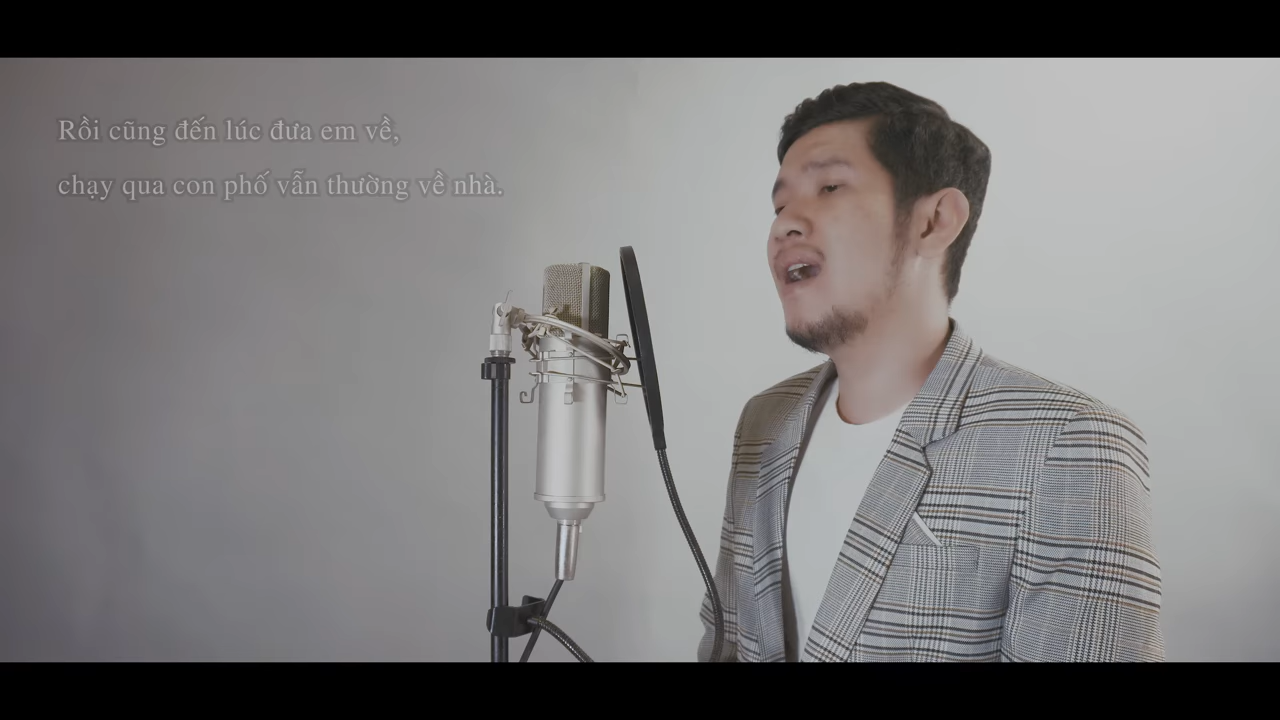 Rồi cũng đến lúc đưa em về,
chạy qua con phố vẫn thường về nhà.